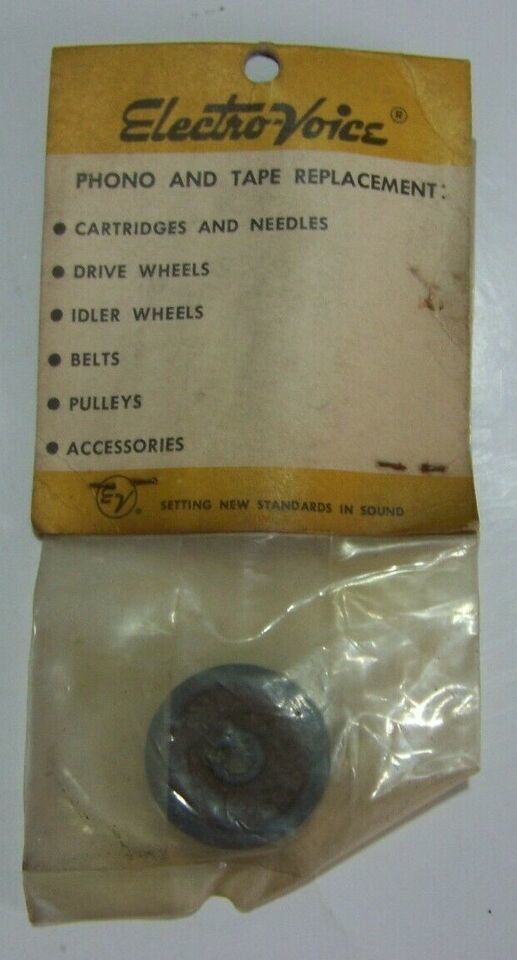 Electro-Voice®
PHONO AND TAPE REPLACEMENT:
• CARTRIDGES AND NEEDLES
• DRIVE WHEELS
• IDLER WHEELS
• BELTS
• PULLEYS
• ACCESSORIES
EV® SETTING NEW STANDARDS IN SOUND